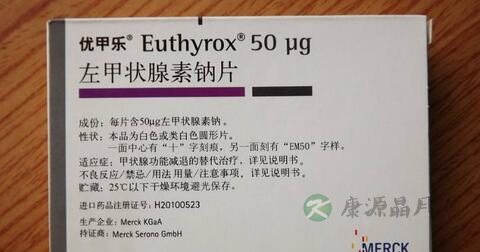 优甲乐® Euthyrox® 50 µg
左甲状腺素钠片
成份：每片含50µg左甲状腺素钠。
性状：本品为白色或类白色圆形片。
一面中心有“十”字刻痕，另一面刻有“EM50”字样。
适应症：甲状腺功能减退的替代治疗，详见说明书。
不良反应/禁忌/用法 用量/注意事项，详见说明书。
贮藏：25℃以下干燥环境避光保存。
进口药品注册证号：H20100523
生产企业：Merck KGaA
持证商：Merck Serono GmbH
康源晶月
MERCK